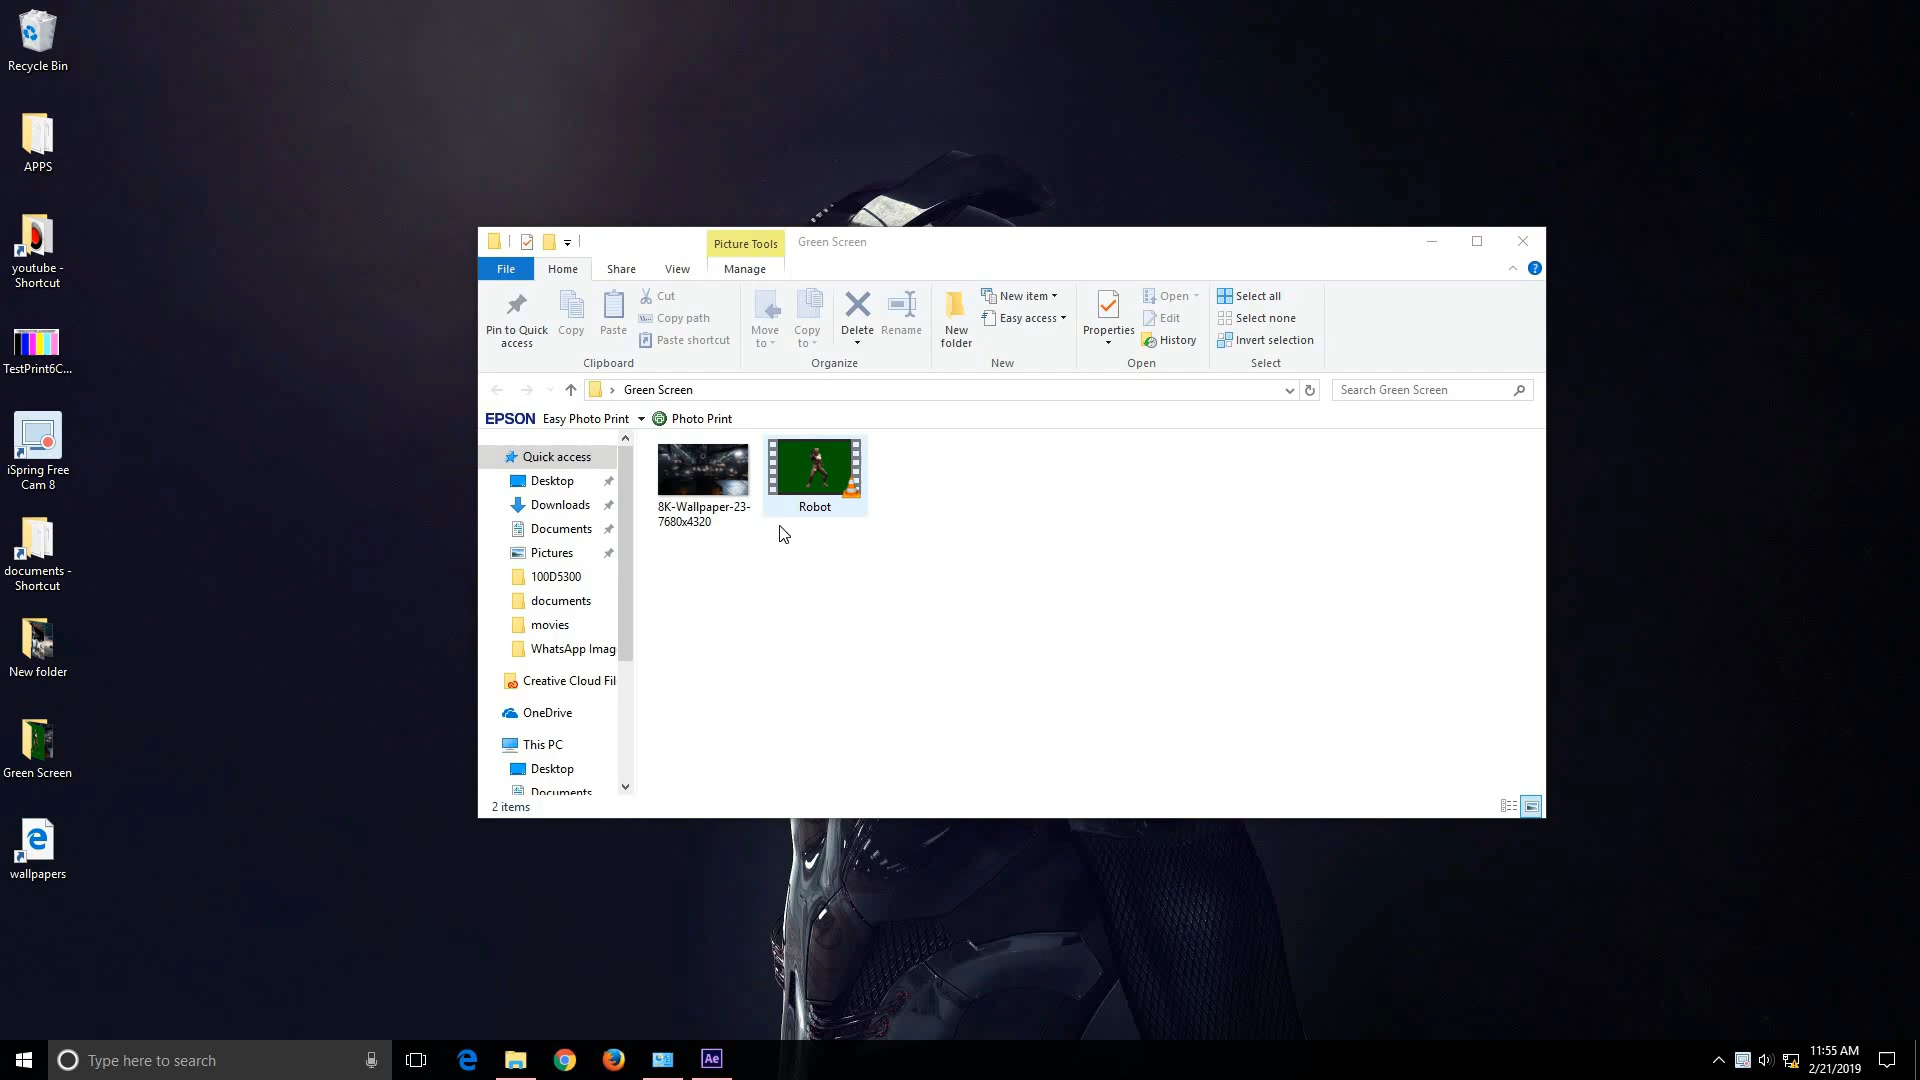 Recycle Bin
APPS
youtube -
Shortcut
TestPrint6C...
iSpring Free
Cam 8
documents -
Shortcut
New folder
Green Screen
wallpapers
Picture Tools
Green Screen
File
Home
Share
View
Manage
Pin to Quick
access
Copy
Paste
Cut
Copy path
Paste shortcut
Clipboard
Move
to
Copy
to
Delete
Rename
Organize
New
folder
New item
Easy access
New
Properties
Open
Edit
History
Open
Select all
Select none
Invert selection
Select
Green Screen
Search Green Screen
EPSON Easy Photo Print
Photo Print
Quick access
Desktop
Downloads
Documents
Pictures
100D5300
documents
movies
WhatsApp Imag
Creative Cloud Fil
OneDrive
This PC
Desktop
Documents
8K-Wallpaper-23-
7680x4320
Robot
2 items
Type here to search
Ae
11:55 AM
2/21/2019